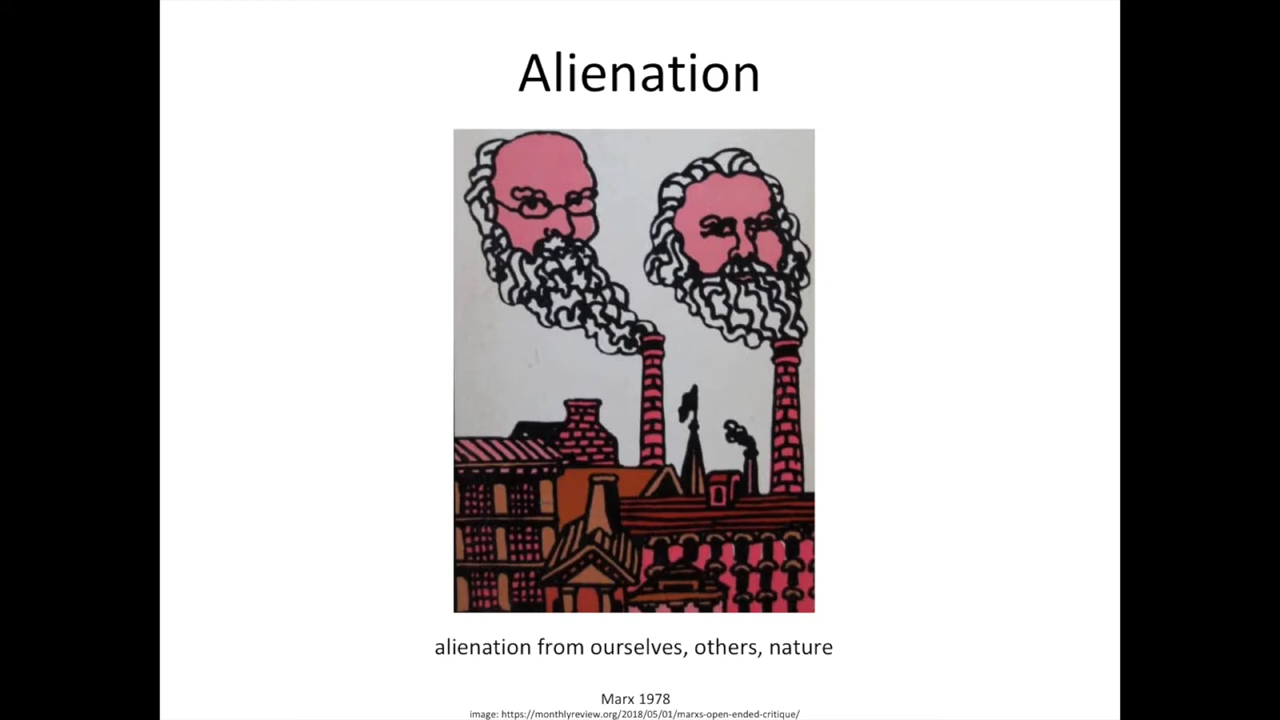 Alienation
alienation from ourselves, others, nature
Marx 1978
image: https://monthlyreview.org/2018/05/01/marxs-open-ended-critique/